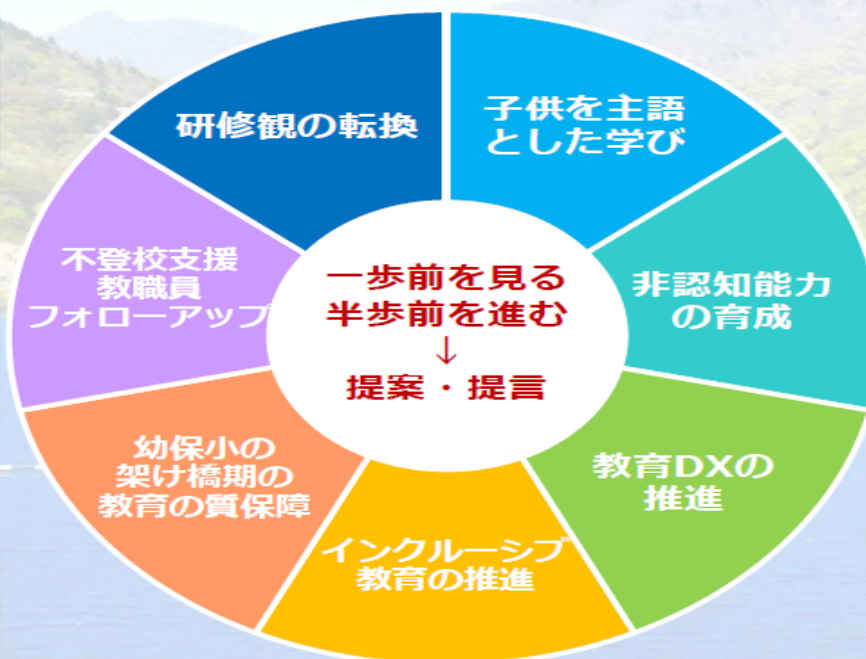 研修観の転換
子供を主語
とした学び
非認知能力
の育成
教育DXの
推進
インクルーシブ
教育の推進
幼保小の
架け橋期の
教育の質保障
不登校支援
教職員
フォローアップ
一歩前を見る
半歩前を進む
↓
提案・提言